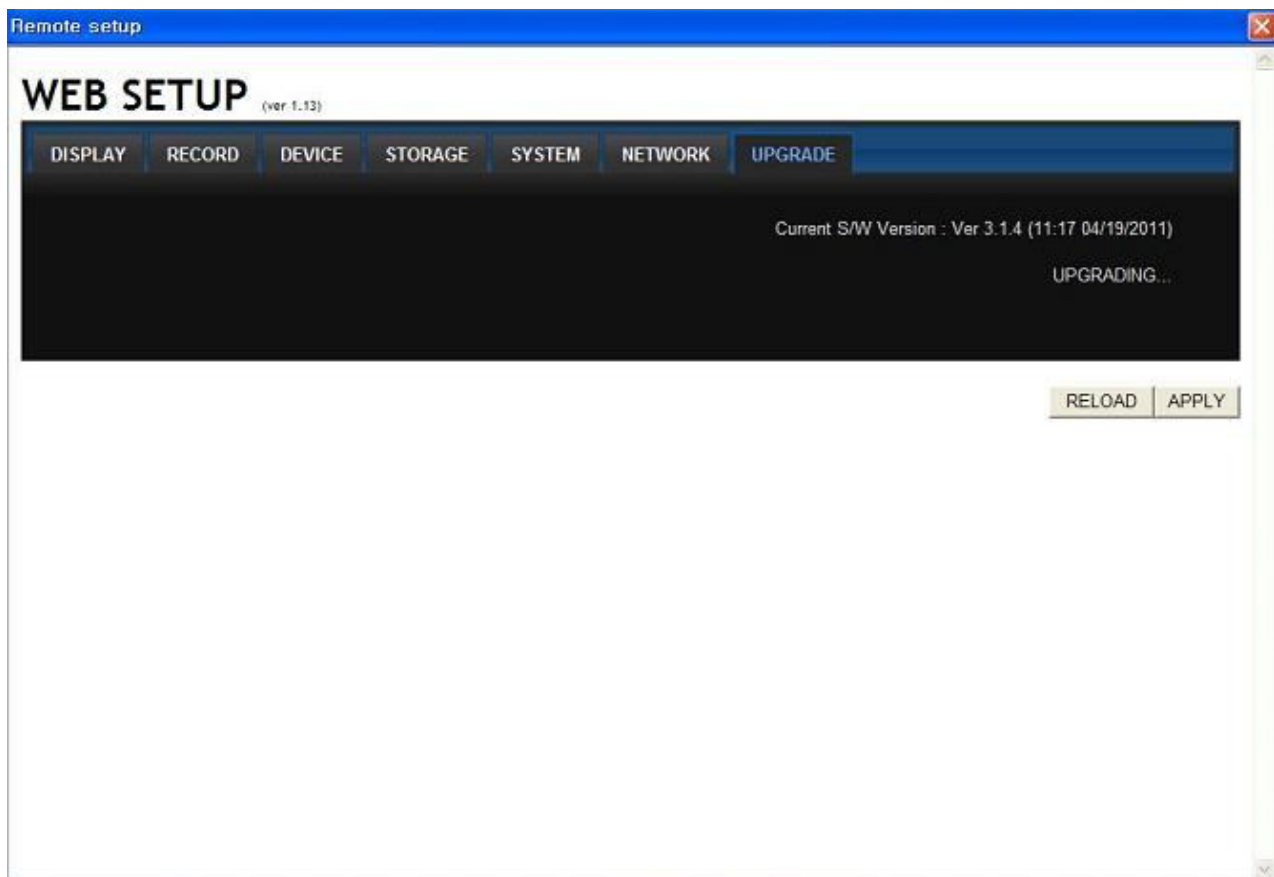 Remote setup
WEB SETUP (ver 1.13)
DISPLAY RECORD DEVICE STORAGE SYSTEM NETWORK UPGRADE
Current S/W Version : Ver 3.1.4 (11:17 04/19/2011)
UPGRADING...
RELOAD APPLY